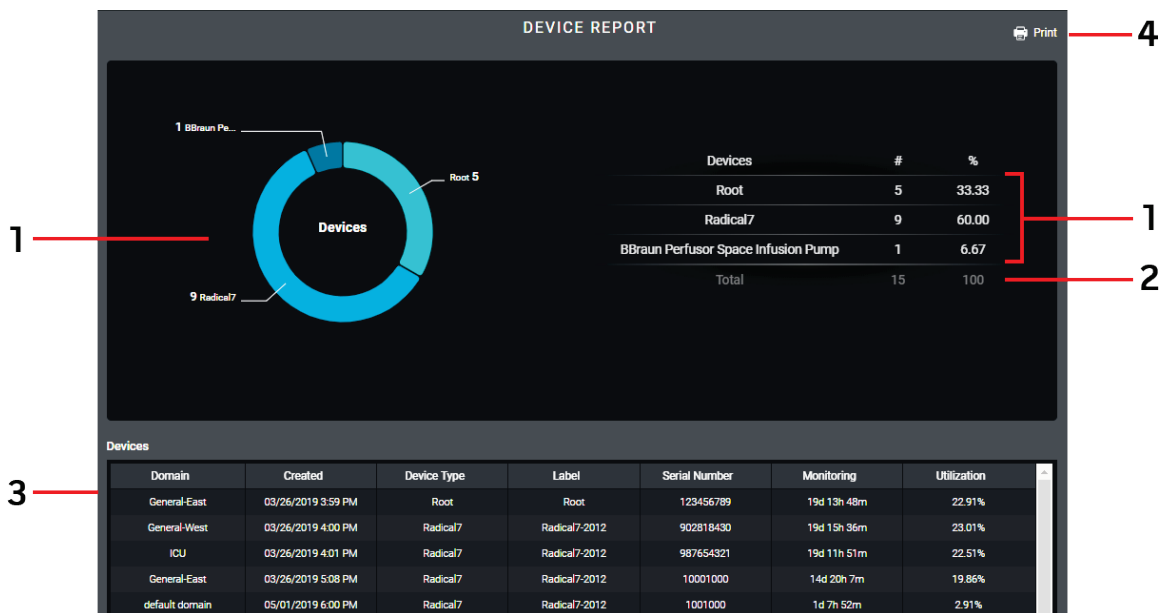 DEVICE REPORT
Print
4
1 BBraun Pe...
Root 5
Devices
9 Radical7
1
Devices # %
Root 5 33.33
Radical7 9 60.00
BBraun Perfusor Space Infusion Pump 1 6.67
Total 15 100
1
2
Devices
3
Domain Created Device Type Label Serial Number Monitoring Utilization
General-East 03/26/2019 3:59 PM Root Root 123456789 19d 13h 48m 22.91%
General-West 03/26/2019 4:00 PM Radical7 Radical7-2012 902818430 19d 15h 36m 23.01%
ICU 03/26/2019 4:01 PM Radical7 Radical7-2012 987654321 19d 11h 51m 22.51%
General-East 03/26/2019 5:08 PM Radical7 Radical7-2012 10001000 14d 20h 7m 19.86%
default domain 05/01/2019 6:00 PM Radical7 Radical7-2012 1001000 1d 7h 52m 2.91%